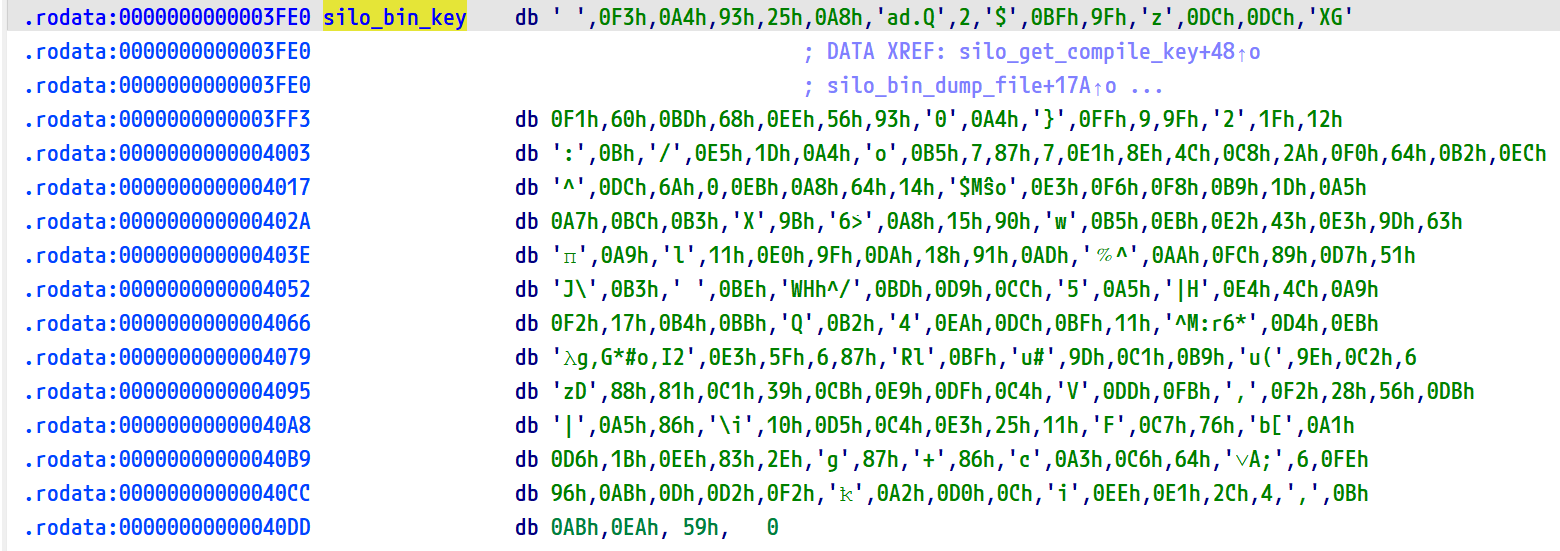 .rodata:0000000000003FE0 silo_bin_key db ' ',0F3h,0A4h,93h,25h,0A8h,'ad.Q',2,'$',0BFh,9Fh,'z',0DCh,0DCh,'XG'
.rodata:0000000000003FE0 ; DATA XREF: silo_get_compile_key+48↑o
.rodata:0000000000003FE0 ; silo_bin_dump_file+17A↑o ...
.rodata:0000000000003FF3 db 0F1h,60h,0BDh,68h,0EEh,56h,93h,'0',0A4h,'}',0FFh,9,9Fh,'2',1Fh,12h
.rodata:0000000000004003 db ':',0Bh,'/',0E5h,1Dh,0A4h,'o',0B5h,7,87h,7,0E1h,8Eh,4Ch,0C8h,2Ah,0F0h,64h,0B2h,0ECh
.rodata:0000000000004017 db '^',0DCh,6Ah,0,0EBh,0A8h,64h,14h,'$Mŝo',0E3h,0F6h,0F8h,0B9h,1Dh,0A5h
.rodata:000000000000402A db 0A7h,0BCh,0B3h,'X',9Bh,'6⪫',0A8h,15h,90h,'w',0B5h,0EBh,0E2h,43h,0E3h,9Dh,63h
.rodata:000000000000403E db 'п',0A9h,'l',11h,0E0h,9Fh,0DAh,18h,91h,0ADh,'％^',0AAh,0FCh,89h,0D7h,51h
.rodata:0000000000004052 db 'J\',0B3h,' ',0BEh,'WHh^/',0BDh,0D9h,0CCh,'5',0A5h,'|H',0E4h,4Ch,0A9h
.rodata:0000000000004066 db 0F2h,17h,0B4h,0BBh,'Q',0B2h,'4',0EAh,0DCh,0BFh,11h,'^M:r6*',0D4h,0EBh
.rodata:0000000000004079 db 'λg,G*#o,I2',0E3h,5Fh,6,87h,'Rl',0BFh,'u#',9Dh,0C1h,0B9h,'u(',9Eh,0C2h,6
.rodata:0000000000004095 db 'zD',88h,81h,0C1h,39h,0CBh,0E9h,0DFh,0C4h,'V',0DDh,0FBh,',',0F2h,28h,56h,0DBh
.rodata:00000000000040A8 db '|',0A5h,86h,'\i',10h,0D5h,0C4h,0E3h,25h,11h,'F',0C7h,76h,'b[',0A1h
.rodata:00000000000040B9 db 0D6h,1Bh,0EEh,83h,2Eh,'g',87h,'+',86h,'c',0A3h,0C6h,64h,'˅A;',6,0FEh
.rodata:00000000000040CC db 96h,0ABh,0Dh,0D2h,0F2h,0A2h,0D0h,0Ch,'i',0EEh,0E1h,2Ch,4,',',0Bh
.rodata:00000000000040DD db 0ABh,0EAh, 59h, 0